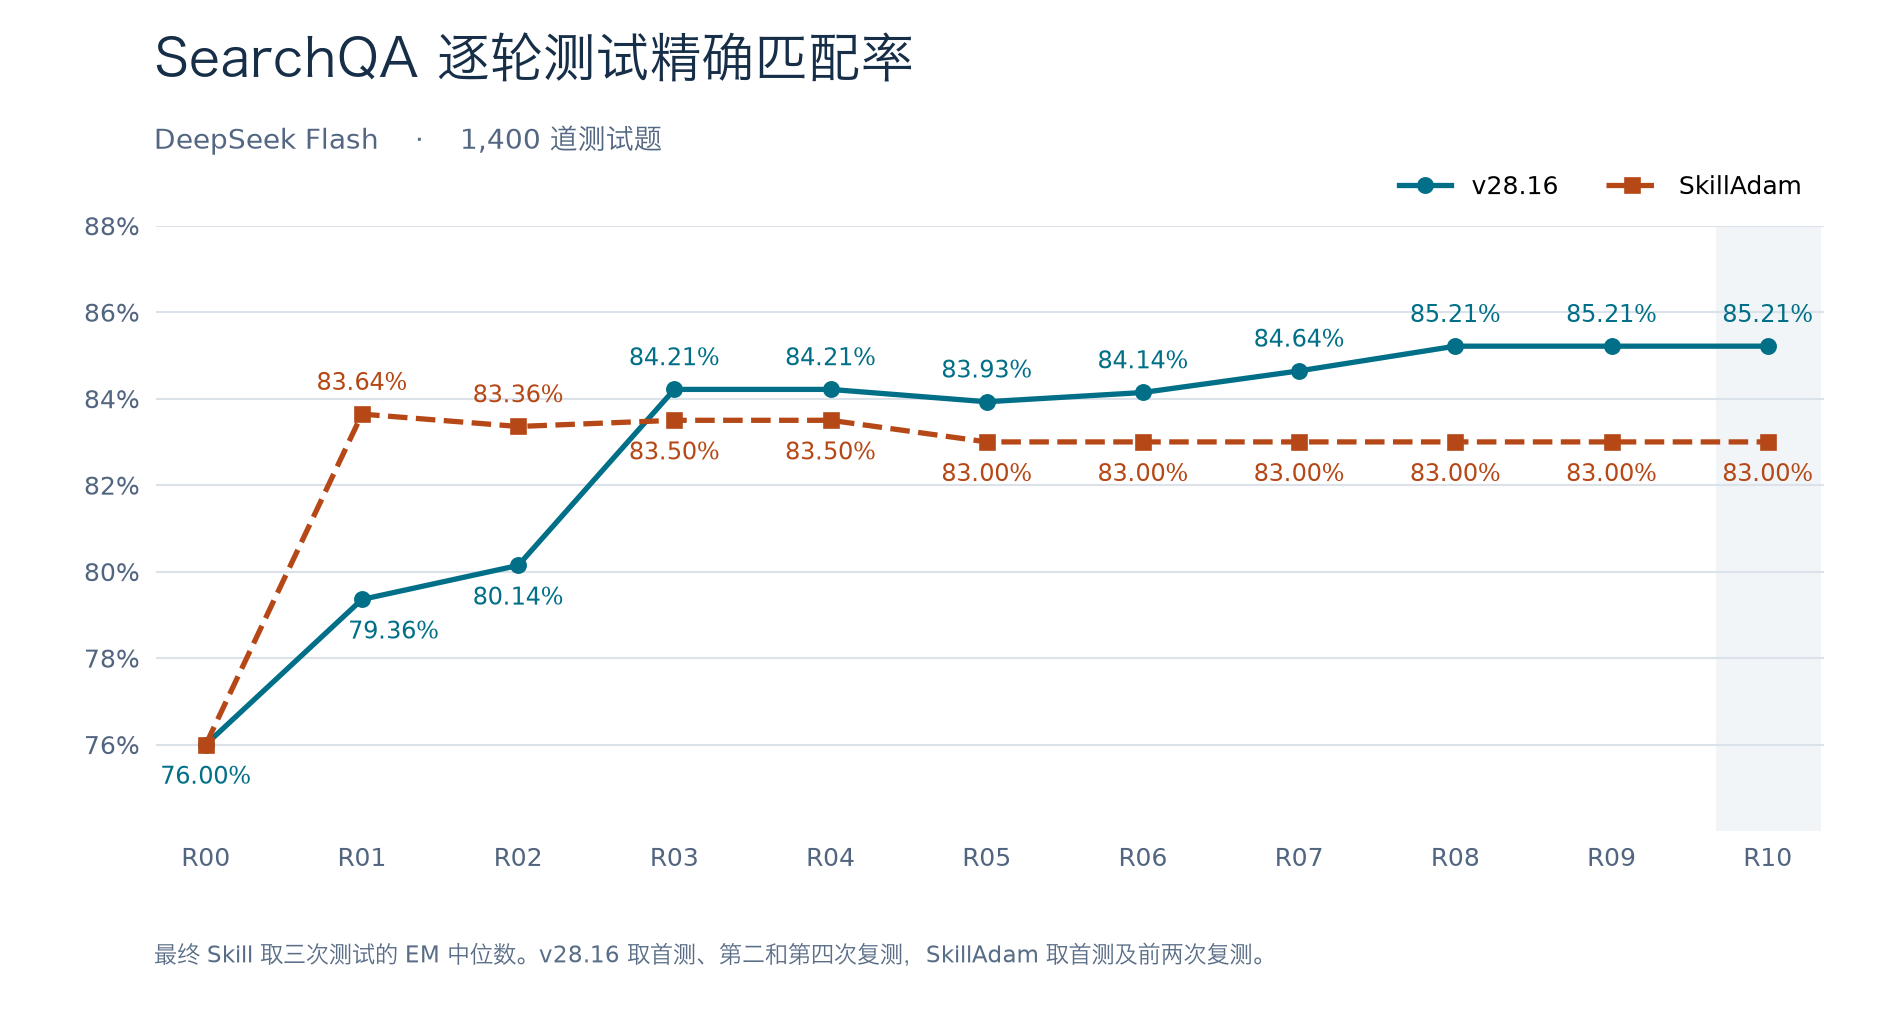 SearchQA 逐轮测试精确匹配率
DeepSeek Flash · 1,400 道测试题
v28.16 SkillAdam
88%
86%
84%
82%
80%
78%
76%
85.21% 85.21% 85.21%
84.64%
84.21% 84.21% 83.93% 84.14%
83.64% 83.36%
83.50% 83.50%
83.00% 83.00% 83.00% 83.00% 83.00% 83.00%
80.14%
79.36%
76.00%
R00 R01 R02 R03 R04 R05 R06 R07 R08 R09 R10
最终 Skill 取三次测试的 EM 中位数。v28.16 取首测、第二和第四次复测，SkillAdam 取首测及前两次复测。